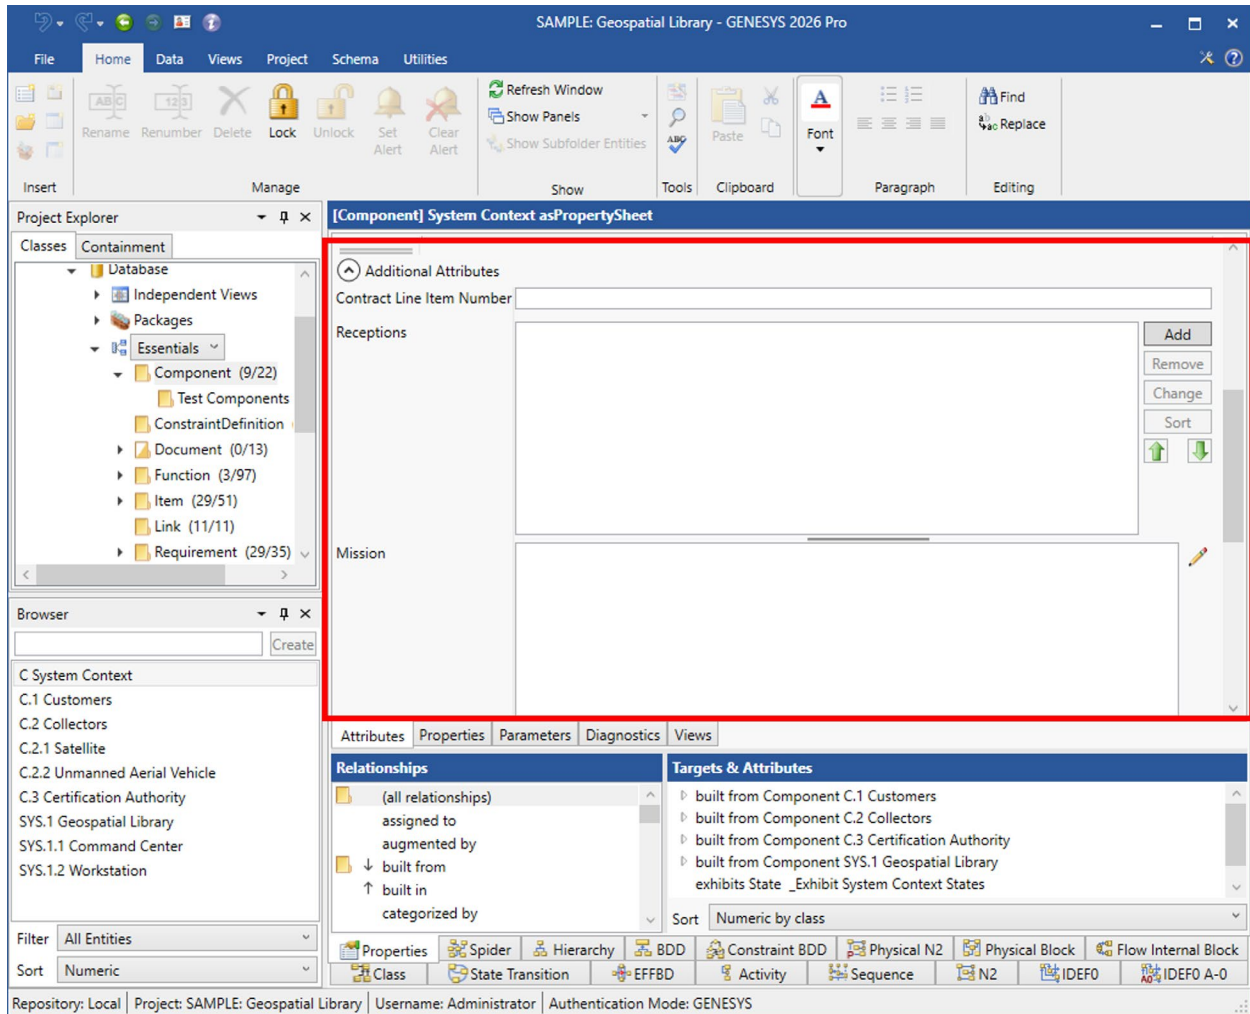 SAMPLE: Geospatial Library - GENESYS 2026 Pro
File Home Data Views Project Schema Utilities
Rename Renumber Delete Lock Unlock Set Alert Clear Alert
Refresh Window
Show Panels
Show Subfolder Entities
Paste
Font
Find
Replace
Insert Manage Show Tools Clipboard Paragraph Editing
Project Explorer
Classes Containment
Database
Independent Views
Packages
Essentials
Component (9/22)
Test Components
ConstraintDefinition
Document (0/13)
Function (3/97)
Item (29/51)
Link (11/11)
Requirement (29/35)
Browser
Create
C System Context
C.1 Customers
C.2 Collectors
C.2.1 Satellite
C.2.2 Unmanned Aerial Vehicle
C.3 Certification Authority
SYS.1 Geospatial Library
SYS.1.1 Command Center
SYS.1.2 Workstation
Filter All Entities
Sort Numeric
[Component] System Context asPropertySheet
Additional Attributes
Contract Line Item Number
Receptions
Add
Remove
Change
Sort
Mission
Attributes Properties Parameters Diagnostics Views
Relationships
(all relationships)
assigned to
augmented by
built from
built in
categorized by
Targets & Attributes
built from Component C.1 Customers
built from Component C.2 Collectors
built from Component C.3 Certification Authority
built from Component SYS.1 Geospatial Library
exhibits State _Exhibit System Context States
Sort Numeric by class
Properties Spider Hierarchy BDD Constraint BDD Physical N2 Physical Block Flow Internal Block
Class State Transition EFFBD Activity Sequence N2 IDEF0 IDEF0 A-0
Repository: Local Project: SAMPLE: Geospatial Library Username: Administrator Authentication Mode: GENESYS